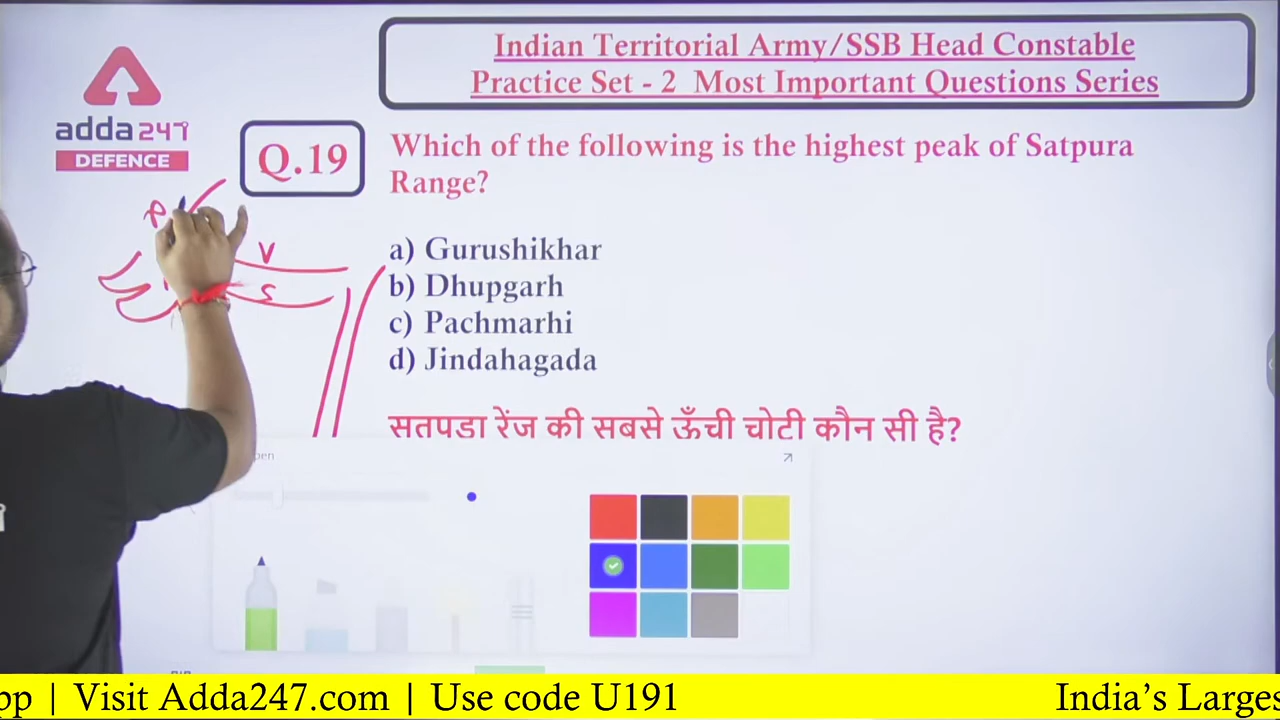 Indian Territorial Army/SSB Head Constable
Practice Set - 2 Most Important Questions Series
adda247
DEFENCE
Q.19
Which of the following is the highest peak of Satpura
Range?
a) Gurushikhar
b) Dhupgarh
c) Pachmarhi
d) Jindahagada
V
S
सतपडा रेंज की सबसे ऊँची चोटी कौन सी है?
pen
| Visit Adda247.com | Use code U191
India's